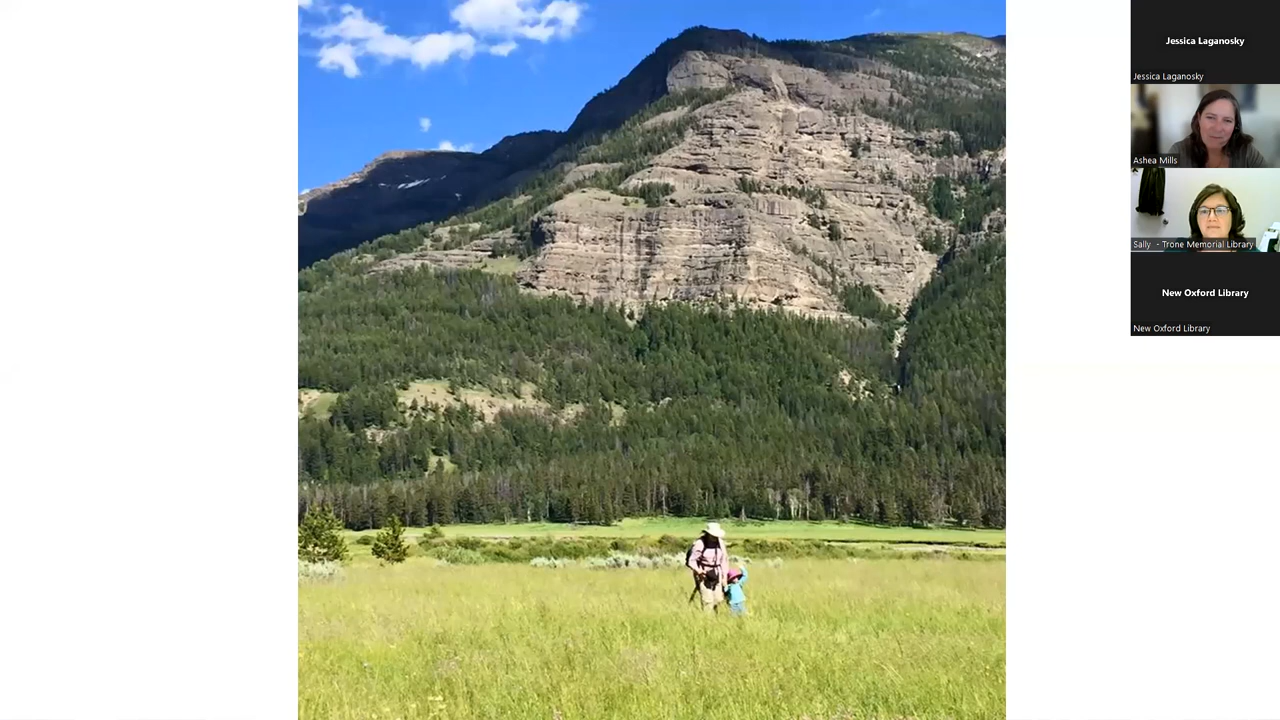 Jessica Laganosky
Jessica Laganosky
Ashea Mills
Sally - Trone Memorial Library
New Oxford Library
New Oxford Library